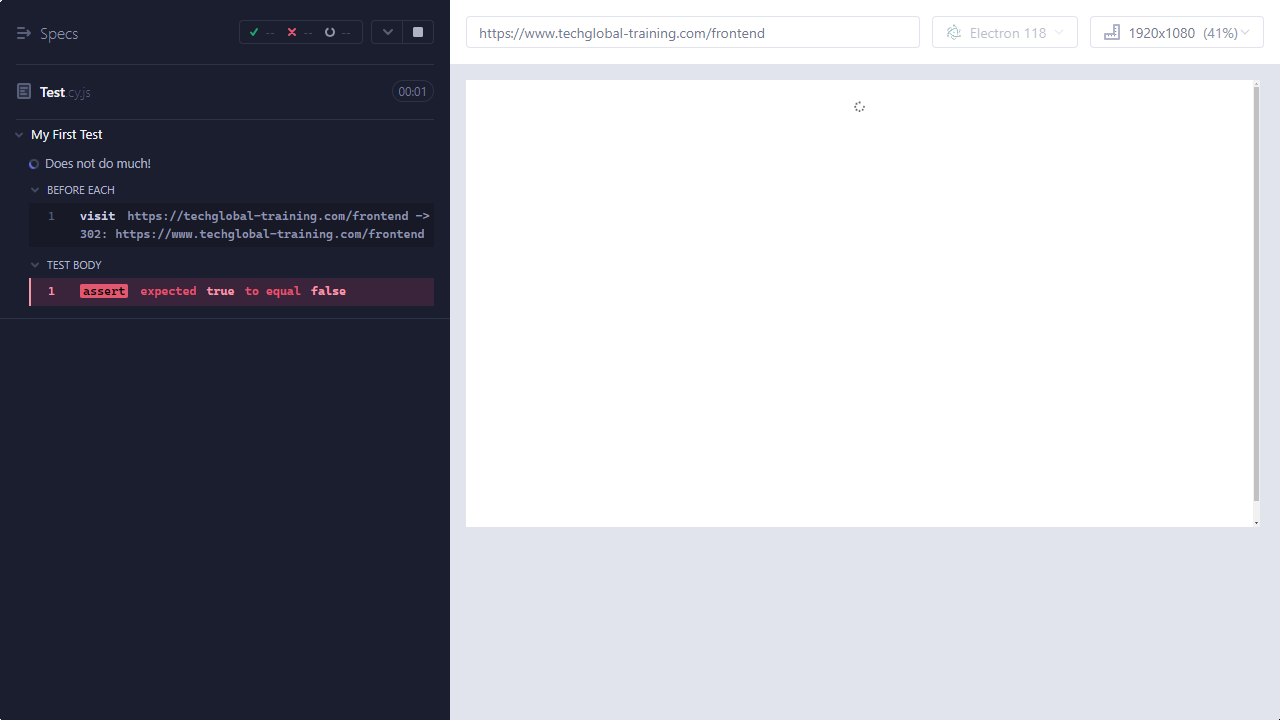 Specs
-- -- --
https://www.techglobal-training.com/frontend
Electron 118
1920x1080 (41%)
Test.cy.js
00:01
My First Test
Does not do much!
BEFORE EACH
1 visit https://techglobal-training.com/frontend ->
302: https://www.techglobal-training.com/frontend
TEST BODY
1 assert expected true to equal false